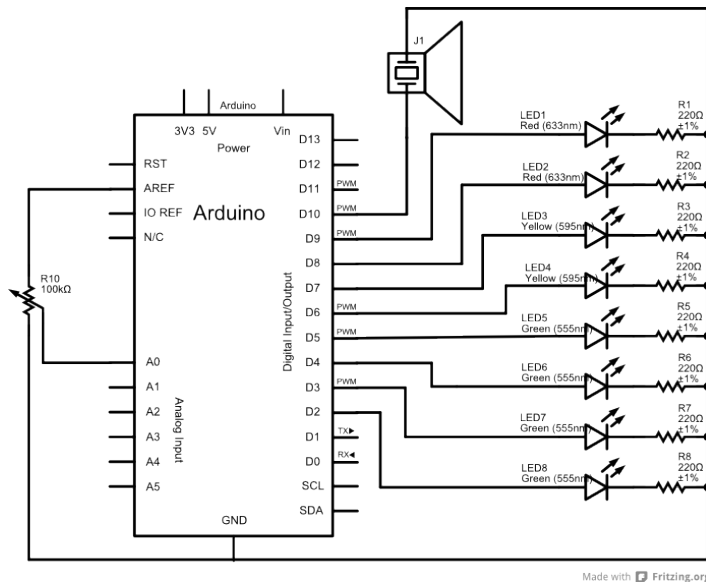 J1
Arduino
3V3 5V Vin
Power
RST
AREF
IO REF
N/C
Arduino
R10
100kΩ
A0
A1
A2
A3
A4
A5
Analog Input
Digital Input/Output
D13
D12
D11 PWM
D10 PWM
D9 PWM
D8
D7
D6 PWM
D5 PWM
D4
D3 PWM
D2
D1 TX▶
D0 RX◀
SCL
SDA
GND
LED1
Red (633nm)
R1
220Ω
±1%
LED2
Red (633nm)
R2
220Ω
±1%
LED3
Yellow (595nm)
R3
220Ω
±1%
LED4
Yellow (595nm)
R4
220Ω
±1%
LED5
Green (555nm)
R5
220Ω
±1%
LED6
Green (555nm)
R6
220Ω
±1%
LED7
Green (555nm)
R7
220Ω
±1%
LED8
Green (555nm)
R8
220Ω
±1%
Made with Fritzing.org